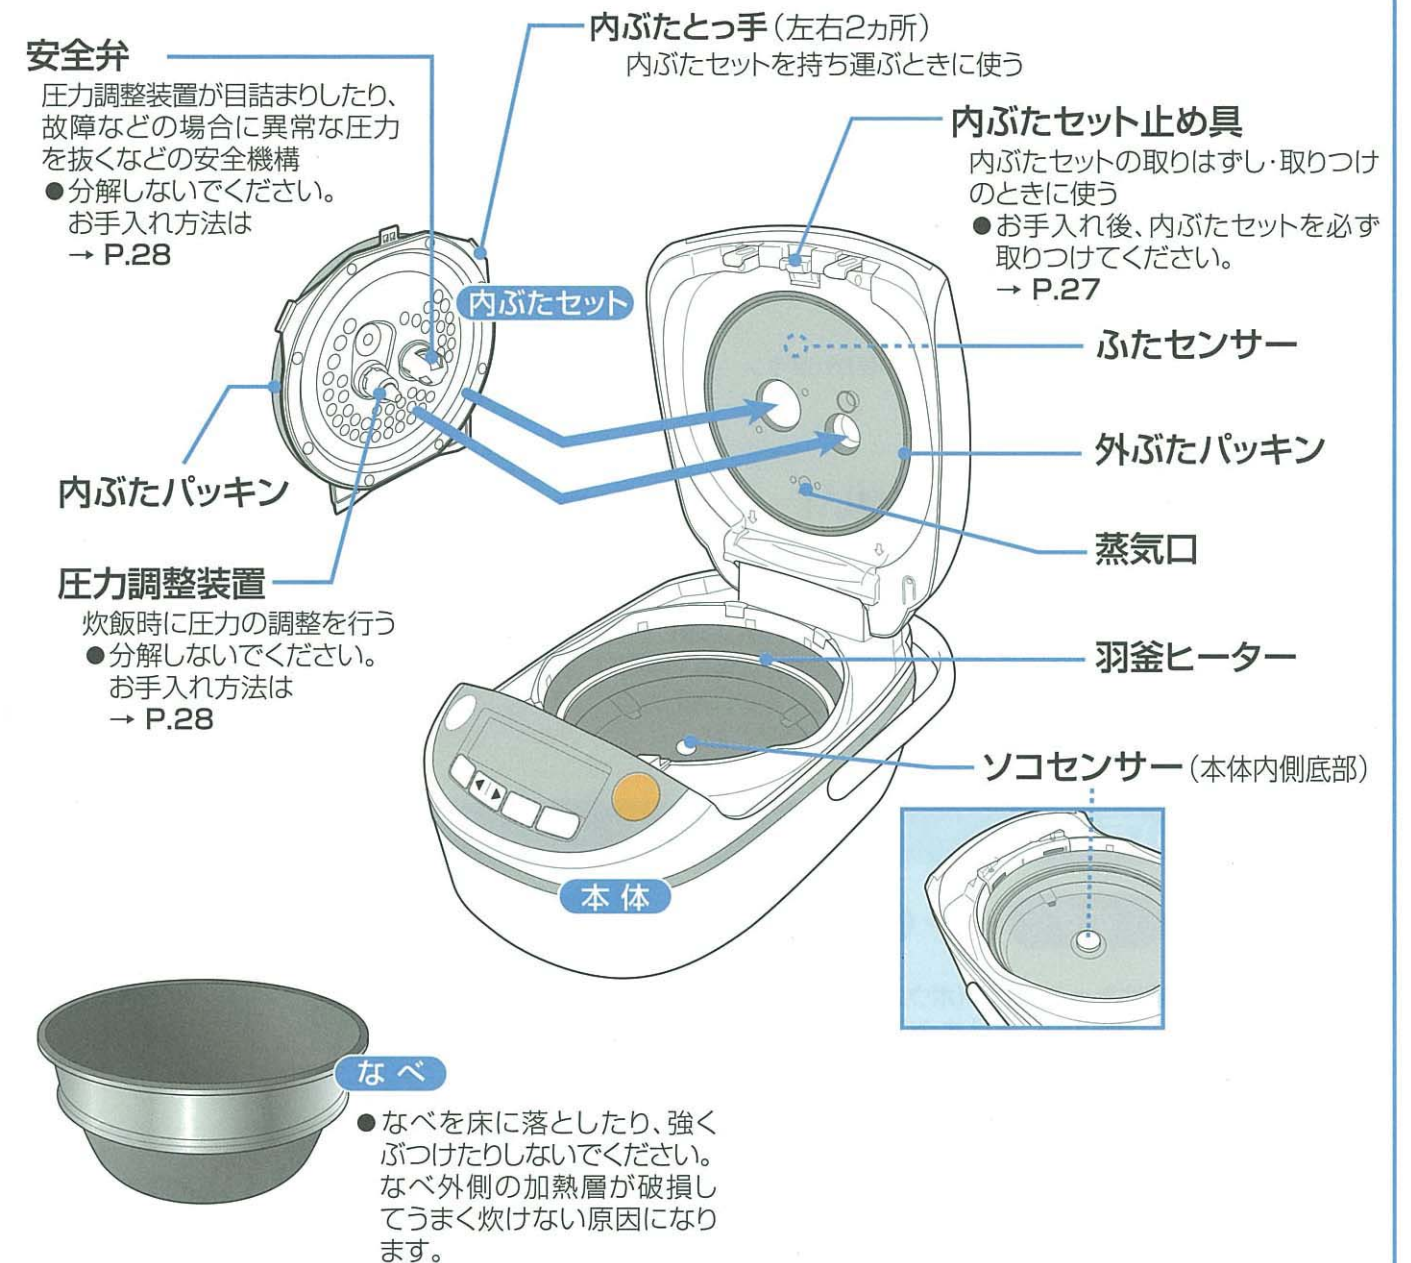 内ぶたとっ手（左右2ヵ所）
内ぶたセットを持ち運ぶときに使う
安全弁
圧力調整装置が目詰まりしたり、
故障などの場合に異常な圧力
を抜くなどの安全機構
●分解しないでください。
お手入れ方法は
→ P.28
内ぶたセット止め具
内ぶたセットの取りはずし・取りつけ
のときに使う
●お手入れ後、内ぶたセットを必ず
取りつけてください。
→ P.27
内ぶたセット
ふたセンサー
外ぶたパッキン
内ぶたパッキン
蒸気口
圧力調整装置
炊飯時に圧力の調整を行う
●分解しないでください。
お手入れ方法は
→ P.28
羽釜ヒーター
ソコセンサー（本体内側底部）
本体
なべ
●なべを床に落としたり、強く
ぶつけたりしないでください。
なべ外側の加熱層が破損し
てうまく炊けない原因になり
ます。